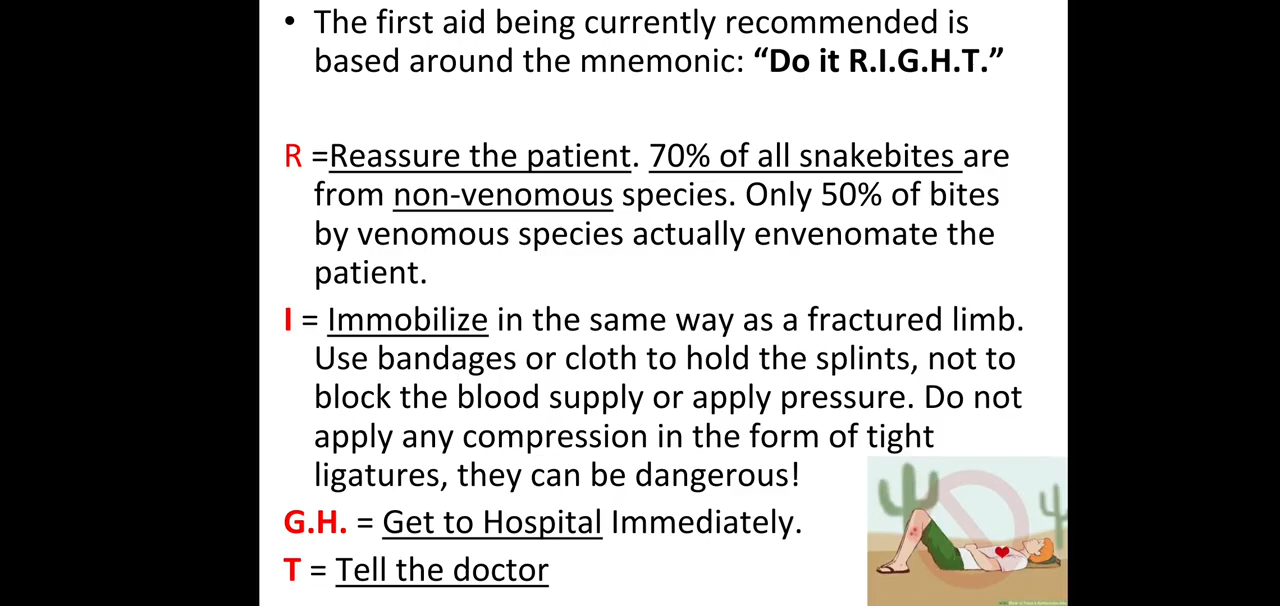 • The first aid being currently recommended is
based around the mnemonic: “Do it R.I.G.H.T.”
R =Reassure the patient. 70% of all snakebites are
from non-venomous species. Only 50% of bites
by venomous species actually envenomate the
patient.
I = Immobilize in the same way as a fractured limb.
Use bandages or cloth to hold the splints, not to
block the blood supply or apply pressure. Do not
apply any compression in the form of tight
ligatures, they can be dangerous!
G.H. = Get to Hospital Immediately.
T = Tell the doctor